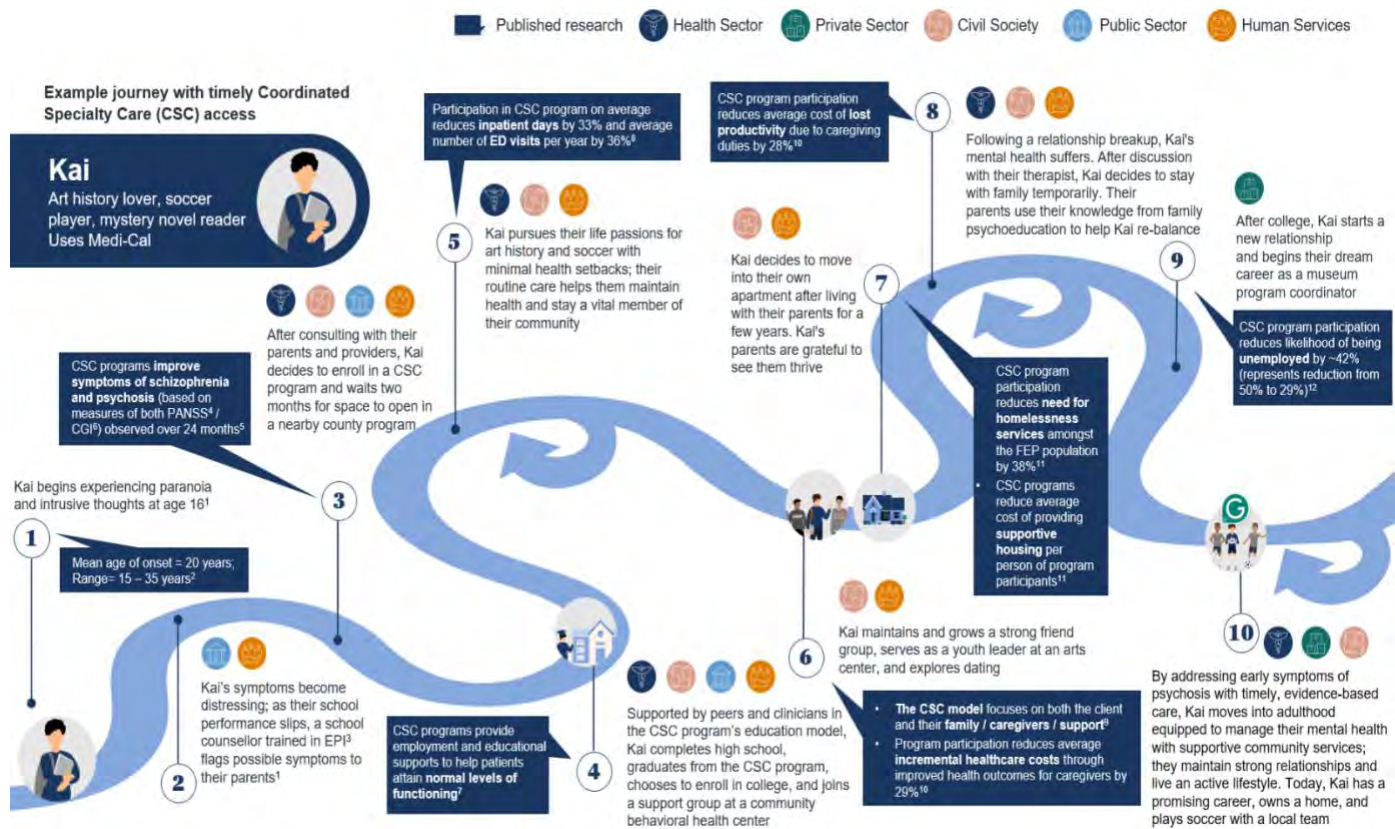 Published research
Health Sector
Private Sector
Civil Society
Public Sector
Human Services
Example journey with timely Coordinated
Specialty Care (CSC) access
Kai
Art history lover, soccer
player, mystery novel reader
Uses Medi-Cal
Kai begins experiencing paranoia
and intrusive thoughts at age 16¹
1
Mean age of onset = 20 years;
Range= 15 – 35 years²
2
Kai's symptoms become
distressing; as their school
performance slips, a school
counsellor trained in EPI³
flags possible symptoms to
their parents¹
CSC programs improve
symptoms of schizophrenia
and psychosis (based on
measures of both PANSS⁴ /
CGI⁶) observed over 24 months⁵
3
After consulting with their
parents and providers, Kai
decides to enroll in a CSC
program and waits two
months for space to open in
a nearby county program
CSC programs provide
employment and educational
supports to help patients
attain normal levels of
functioning⁷
4
Supported by peers and clinicians in
the CSC program's education model,
Kai completes high school,
graduates from the CSC program,
chooses to enroll in college, and joins
a support group at a community
behavioral health center
Participation in CSC program on average
reduces inpatient days by 33% and average
number of ED visits per year by 36%⁸
5
Kai pursues their life passions for
art history and soccer with
minimal health setbacks; their
routine care helps them maintain
health and stay a vital member of
their community
6
Kai maintains and grows a strong friend
group, serves as a youth leader at an arts
center, and explores dating
• The CSC model focuses on both the client
and their family / caregivers / support⁹
• Program participation reduces average
incremental healthcare costs through
improved health outcomes for caregivers by
29%¹⁰
Kai decides to move
into their own
apartment after living
with their parents for a
few years. Kai's
parents are grateful to
see them thrive
7
CSC program
participation
reduces need for
homelessness
services amongst
the FEP population
by 38%¹¹
• CSC programs
reduce average
cost of providing
supportive
housing per
person of program
participants¹¹
CSC program participation
reduces average cost of lost
productivity due to caregiving
duties by 28%¹⁰
8
Following a relationship breakup, Kai's
mental health suffers. After discussion
with their therapist, Kai decides to stay
with family temporarily. Their
parents use their knowledge from family
psychoeducation to help Kai re-balance
9
After college, Kai starts a
new relationship
and begins their dream
career as a museum
program coordinator
CSC program participation
reduces likelihood of being
unemployed by ~42%
(represents reduction from
50% to 29%)¹²
G
10
By addressing early symptoms of
psychosis with timely, evidence-based
care, Kai moves into adulthood
equipped to manage their mental health
with supportive community services;
they maintain strong relationships and
live an active lifestyle. Today, Kai has a
promising career, owns a home, and
plays soccer with a local team